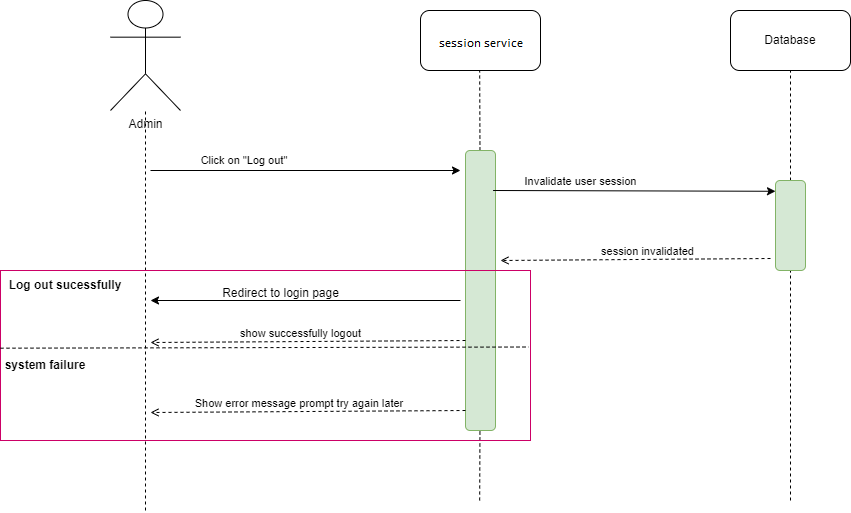 session service
Database
Admin
Click on "Log out"
Invalidate user session
session invalidated
Log out sucessfully
Redirect to login page
show successfully logout
system failure
Show error message prompt try again later